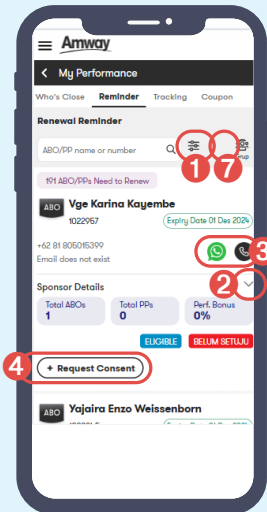 Amway
My Performance
Who's Close Reminder Tracking Coupon
Renewal Reminder
ABO/PP name or number
1 7
191 ABO/PPs Need to Renew
ABO Vge Karina Kayembe
1022957 Expiry Date 01 Des 2024
+62 81 805015399
Email does not exist
3
Sponsor Details 2
Total ABOs Total PPs Perf. Bonus
1 0 0%
ELIGIBLE BELUM SETUJU
4 + Request Consent
ABO Yajaira Enzo Weissenborn